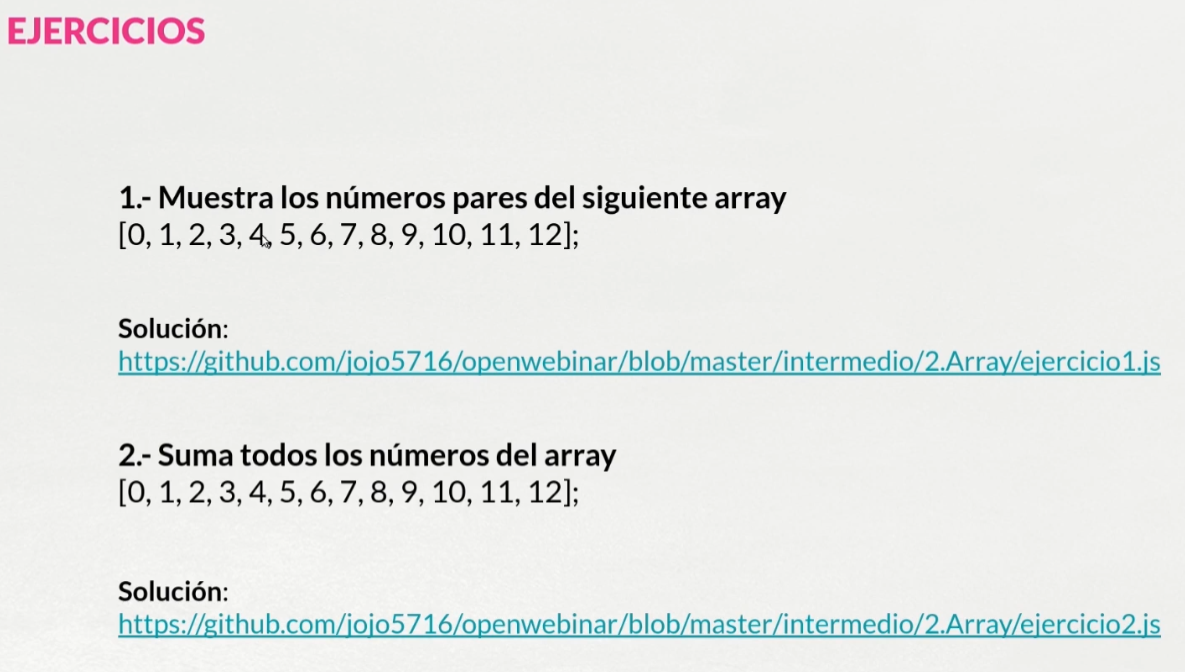 EJERCICIOS
1.- Muestra los números pares del siguiente array
[0, 1, 2, 3, 4, 5, 6, 7, 8, 9, 10, 11, 12];
Solución:
https://github.com/jojo5716/openwebinar/blob/master/intermedio/2.Array/ejercicio1.js
2.- Suma todos los números del array
[0, 1, 2, 3, 4, 5, 6, 7, 8, 9, 10, 11, 12];
Solución:
https://github.com/jojo5716/openwebinar/blob/master/intermedio/2.Array/ejercicio2.js